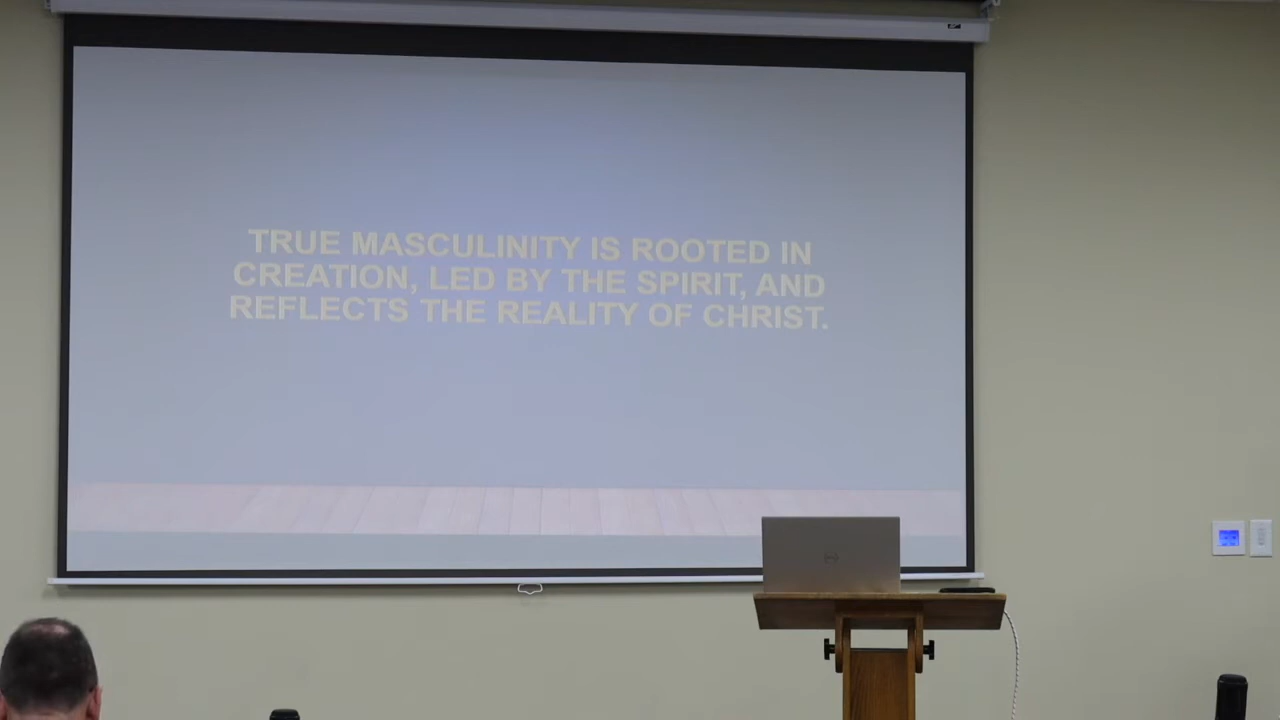 TRUE MASCULINITY IS ROOTED IN
CREATION, LED BY THE SPIRIT, AND
REFLECTS THE REALITY OF CHRIST.